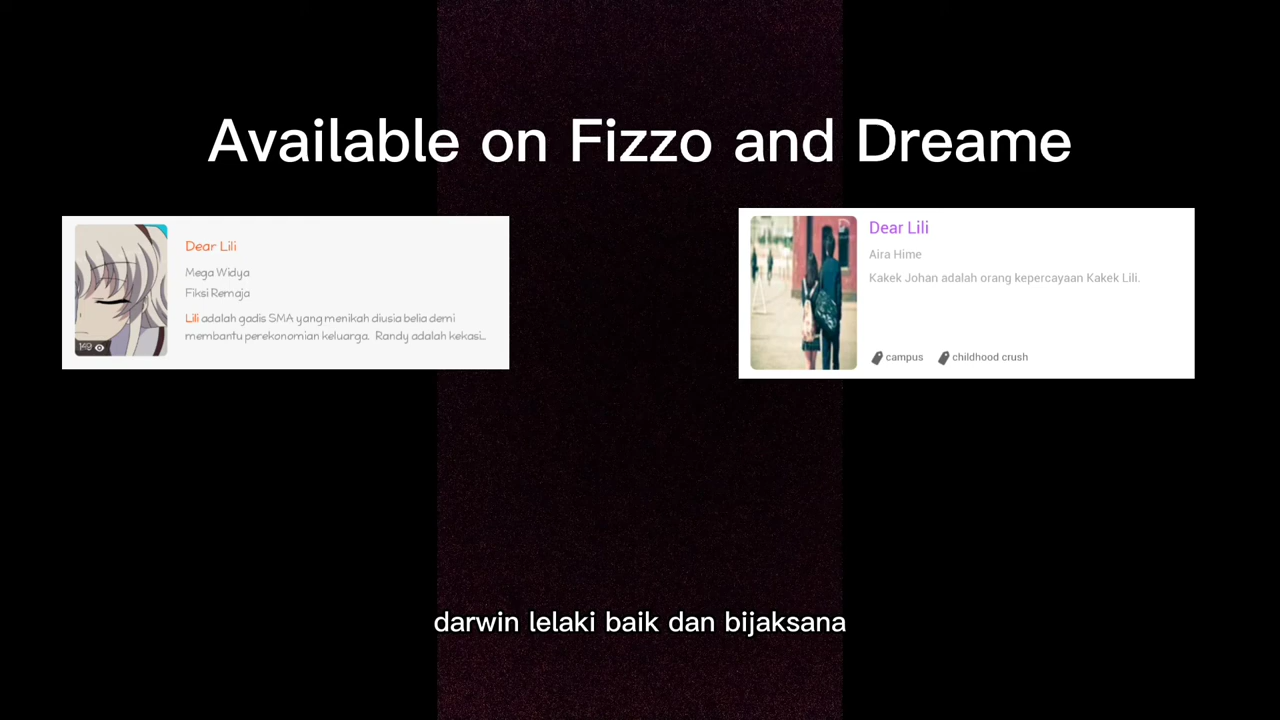 Available on Fizzo and Dreame
Dear Lili
Mega Widya
Fiksi Remaja
Lili adalah gadis SMA yang menikah diusia belia demi
membantu perekonomian keluarga. Randy adalah kekasi...
149
Dear Lili
Aira Hime
Kakek Johan adalah orang kepercayaan Kakek Lili.
campus
childhood crush
darwin lelaki baik dan bijaksana